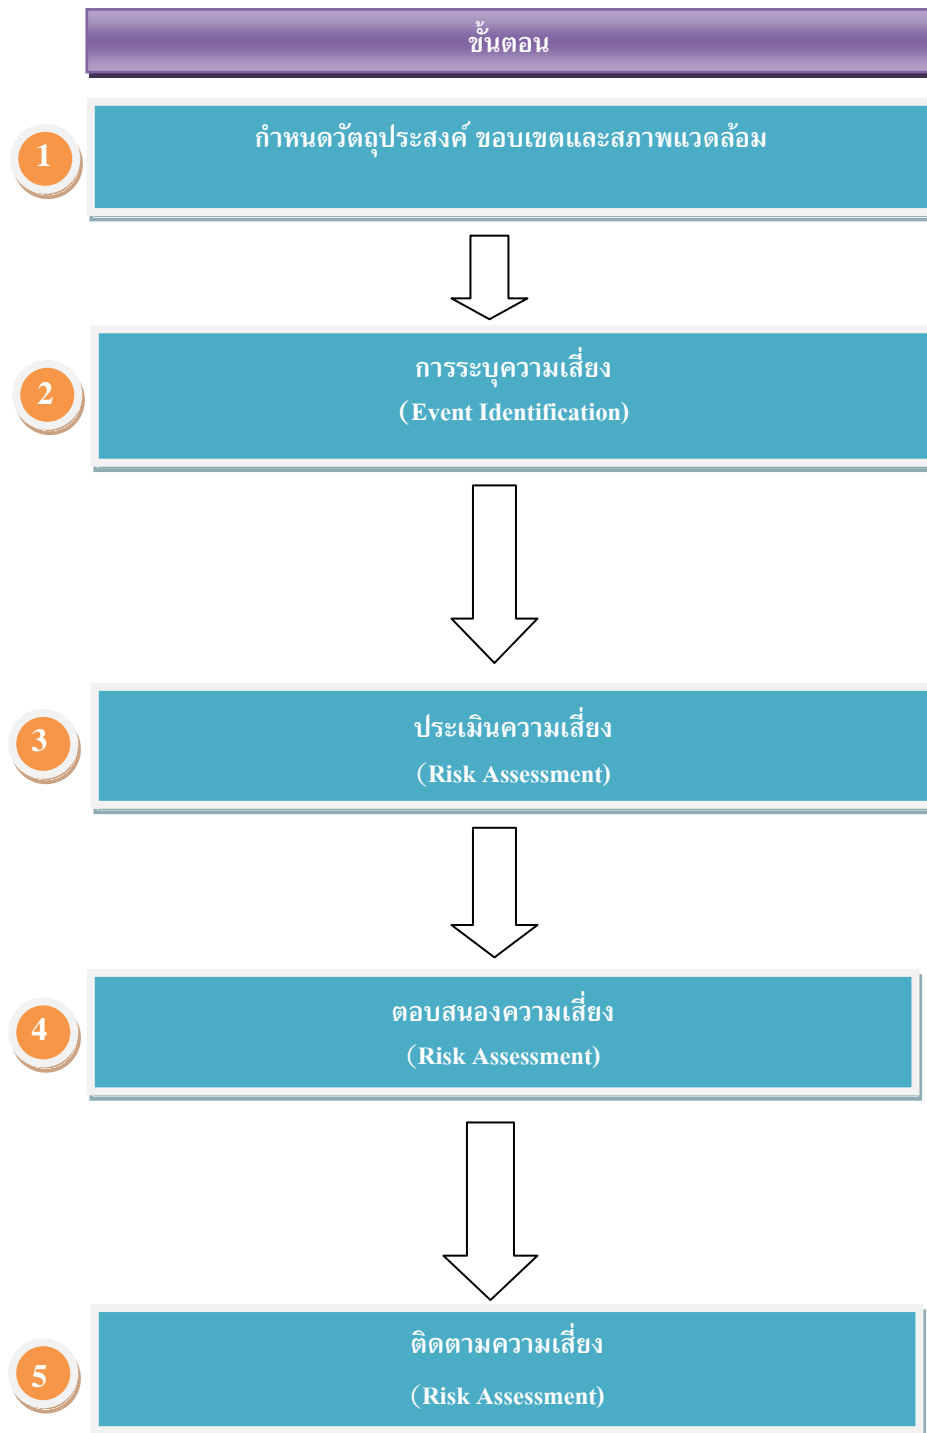 ขั้นตอน
1
กำหนดวัตถุประสงค์ ขอบเขตและสภาพแวดล้อม
2
การระบุความเสี่ยง
(Event Identification)
3
ประเมินความเสี่ยง
(Risk Assessment)
4
ตอบสนองความเสี่ยง
(Risk Assessment)
5
ติดตามความเสี่ยง
(Risk Assessment)